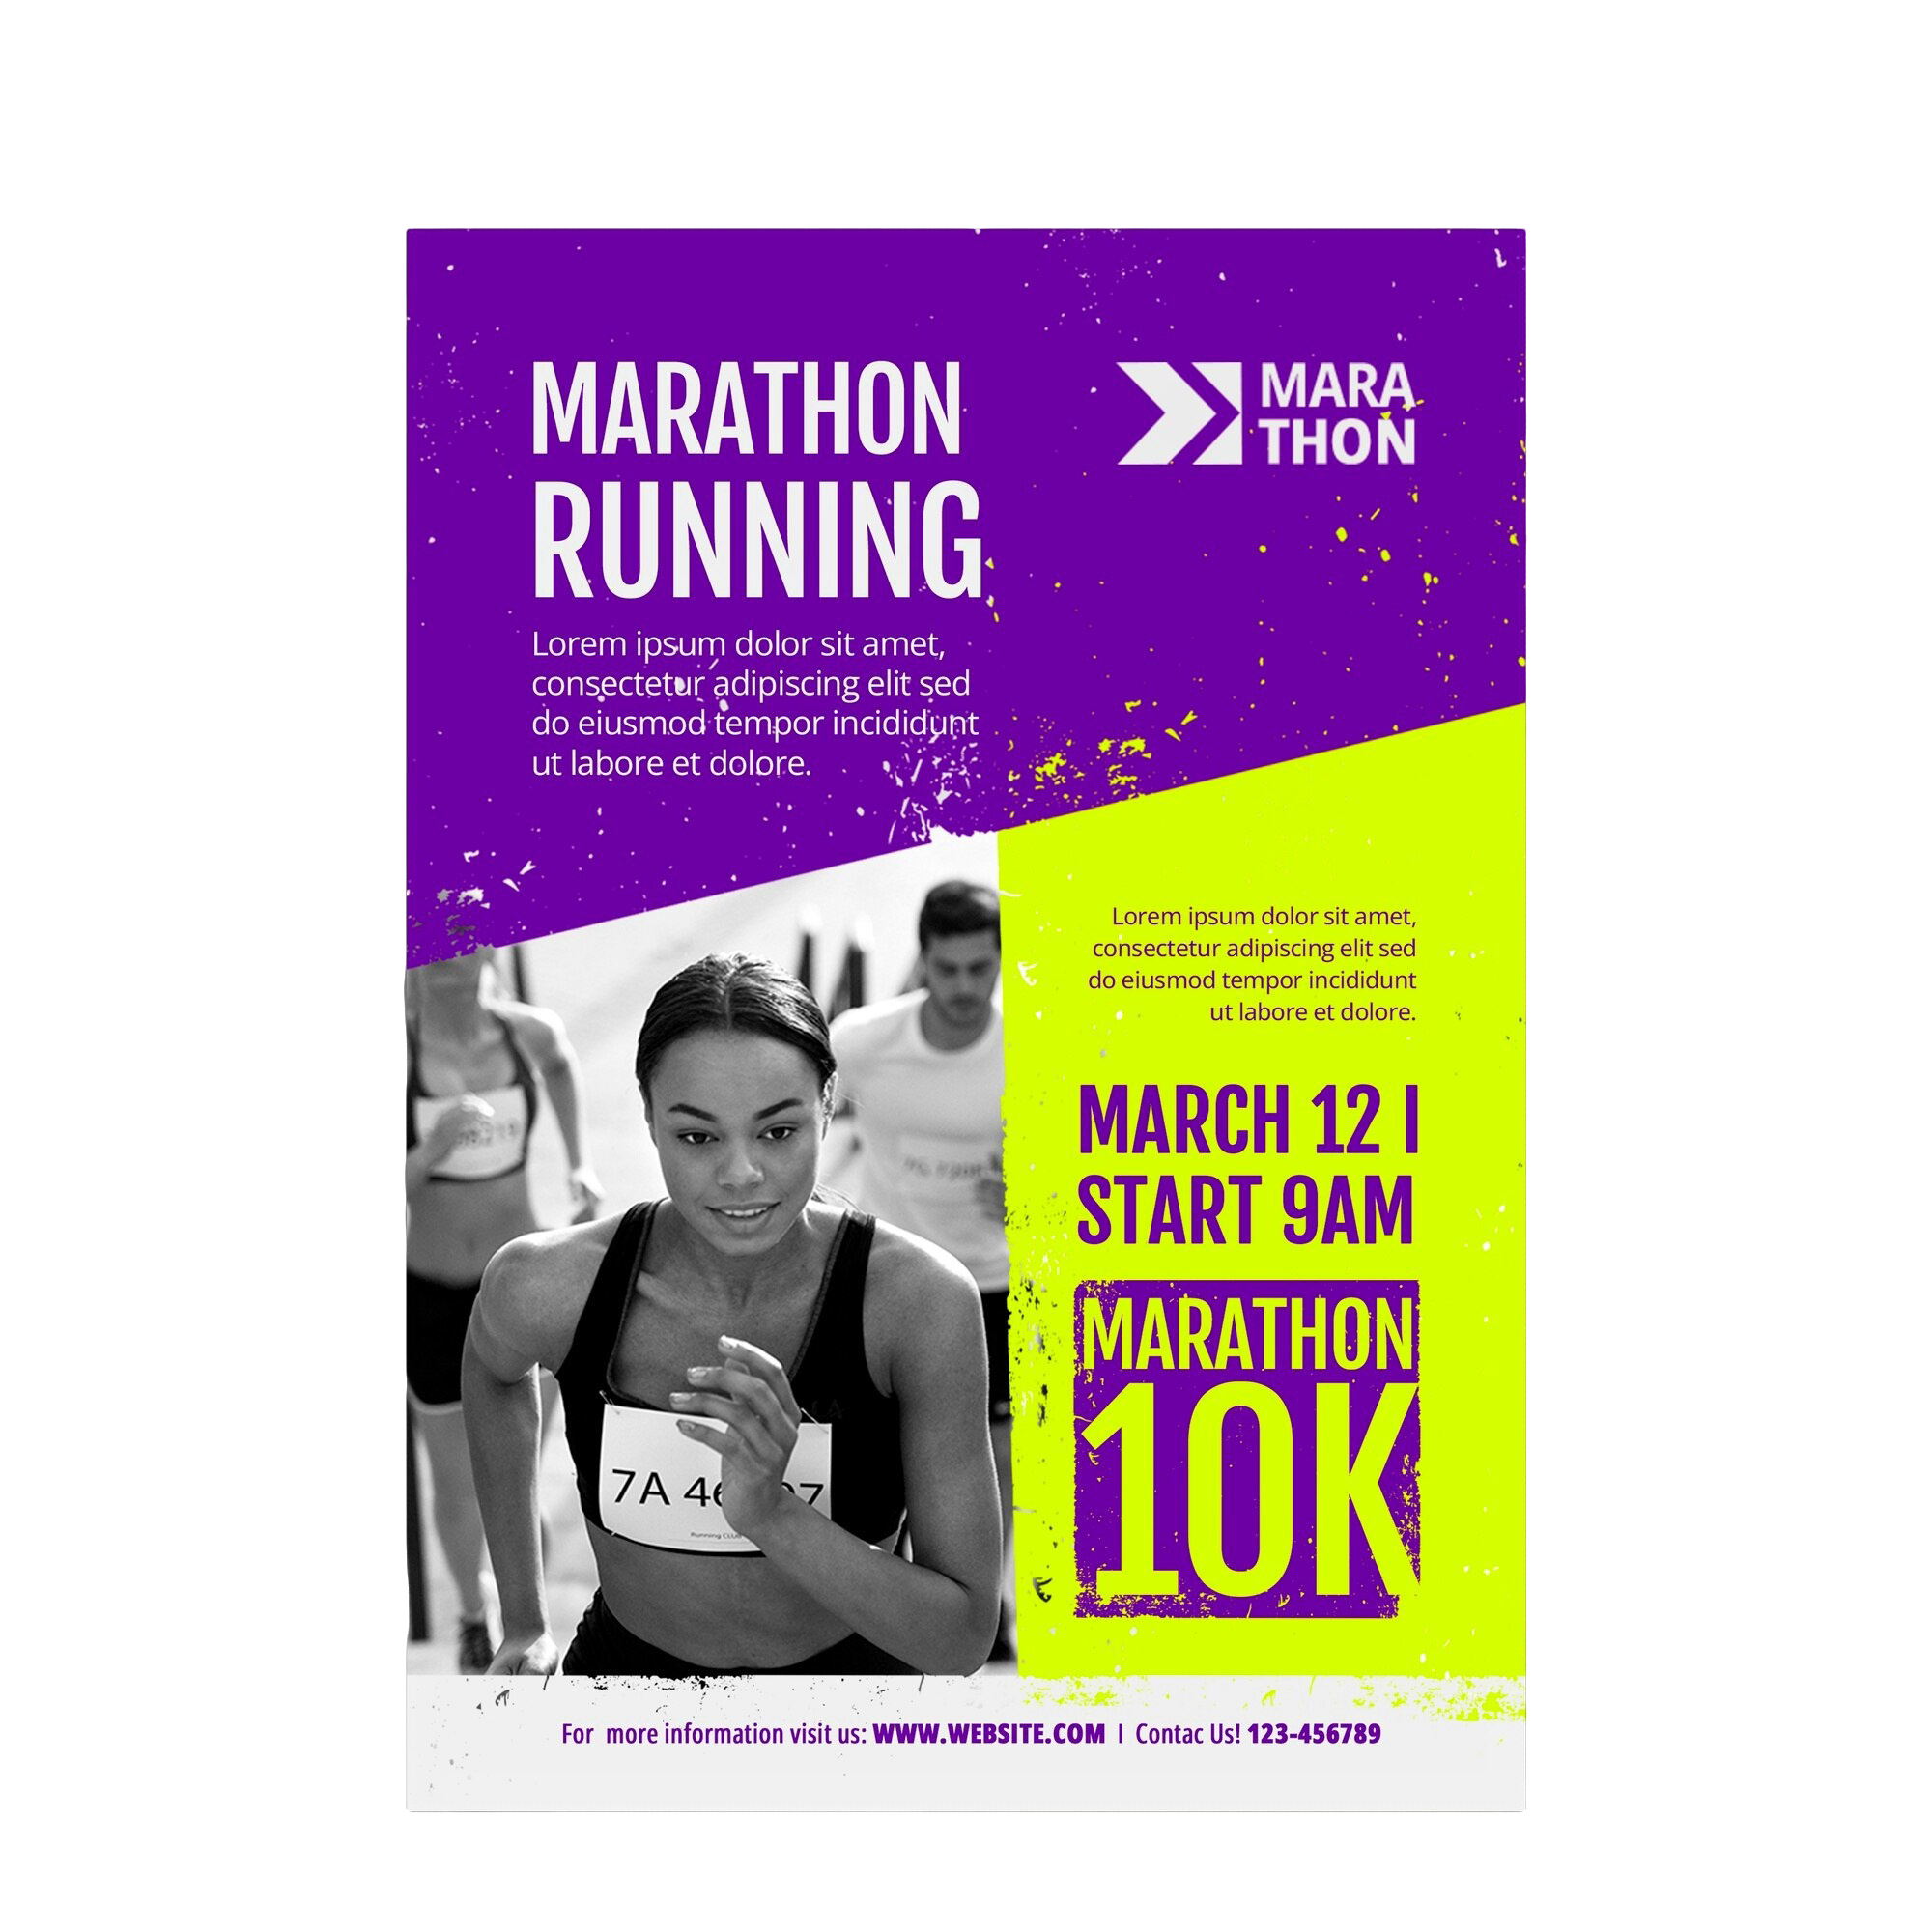 MARATHON
RUNNING
Lorem ipsum dolor sit amet,
consectetur adipiscing elit sed
do eiusmod tempor incididunt
ut labore et dolore.
MARA
THON
Lorem ipsum dolor sit amet,
consectetur adipiscing elit sed
do eiusmod tempor incididunt
ut labore et dolore.
MARCH 12 I
START 9AM
MARATHON
10K
7A 46
Running CLUB
For more information visit us: WWW.WEBSITE.COM I Contac Us! 123-456789